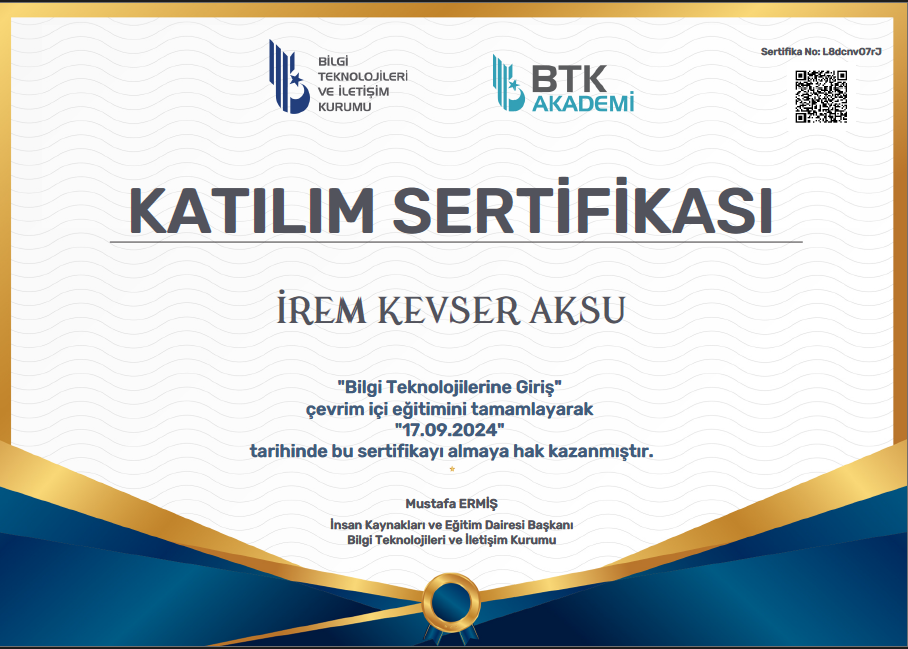 BİLGİ
TEKNOLOJİLERİ
VE İLETİŞİM
KURUMU
BTK
AKADEMİ
Sertifika No: L8dcnv07rJ
KATILIM SERTİFİKASI
İREM KEVSER AKSU
"Bilgi Teknolojilerine Giriş"
çevrim içi eğitimini tamamlayarak
"17.09.2024"
tarihinde bu sertifikayı almaya hak kazanmıştır.
Mustafa ERMİŞ
İnsan Kaynakları ve Eğitim Dairesi Başkanı
Bilgi Teknolojileri ve İletişim Kurumu